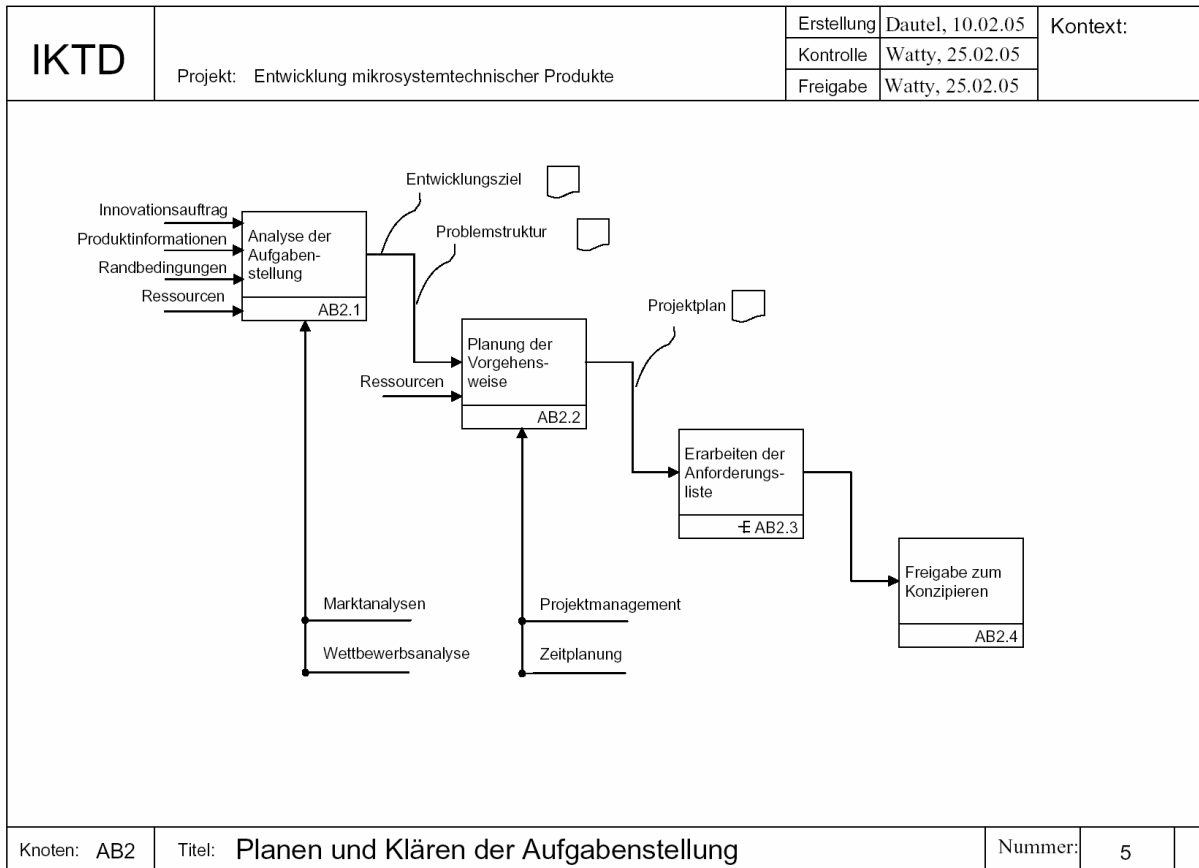 IKTD
Projekt: Entwicklung mikrosystemtechnischer Produkte
Erstellung Dautel, 10.02.05
Kontrolle Watty, 25.02.05
Freigabe Watty, 25.02.05
Kontext:
Entwicklungsziel
Problemstruktur
Innovationsauftrag
Produktinformationen
Randbedingungen
Ressourcen
Analyse der
Aufgaben-
stellung
AB2.1
Projektplan
Ressourcen
Planung der
Vorgehens-
weise
AB2.2
Erarbeiten der
Anforderungs-
liste
AB2.3
Freigabe zum
Konzipieren
AB2.4
Marktanalysen
Wettbewerbsanalyse
Projektmanagement
Zeitplanung
Knoten: AB2
Titel: Planen und Klären der Aufgabenstellung
Nummer: 5